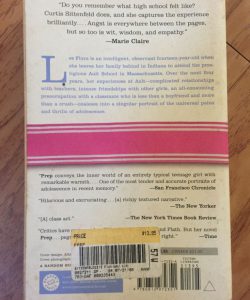 "Do you remember what high school felt like?
Curtis Sittenfeld does, and she captures the experience
brilliantly.... Angst is everywhere between the pages,
but so too is wit, wisdom, and empathy."
—Marie Claire
Lee Fiora is an intelligent, observant fourteen-year-old when
she leaves her family behind in Indiana to attend the pres-
tigious Ault School in Massachusetts. Over the next four
years, her experiences at Ault—complicated relationships
with teachers, intense friendships with other girls, an all-consuming
preoccupation with a classmate who is less than a boyfriend and more
than a crush—coalesce into a singular portrait of the universal pains
and thrills of adolescence.
"Prep conveys the inner world of an entirely typical teenage girl with
remarkable warmth.... One of the most tender and accurate portraits of
adolescence in recent memory."
—San Francisco Chronicle
"Hilarious and excruciating... [a] richly textured narrative."
—The New Yorker
"[A] class act."
—The New York Times Book Review
"Critics have
and Plath. But her novel
Prep
—Time
PRICE
$13.95
PRICE
A RANDOM